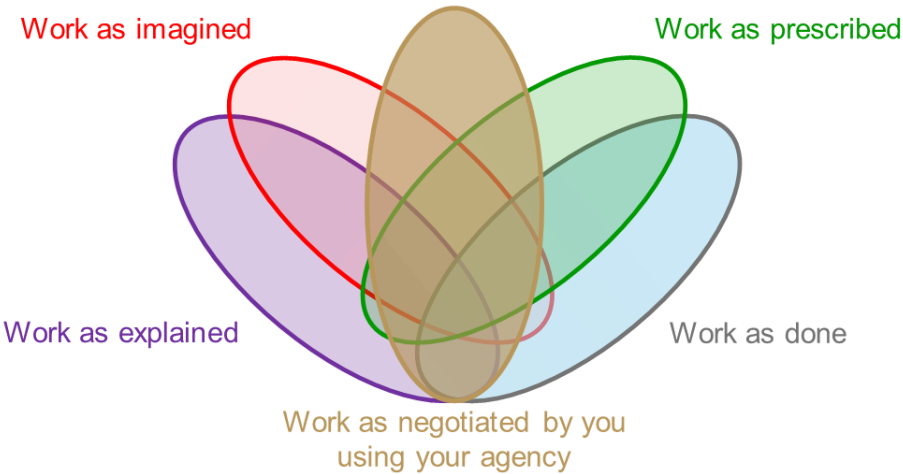 Work as imagined
Work as prescribed
Work as explained
Work as done
Work as negotiated by you
using your agency